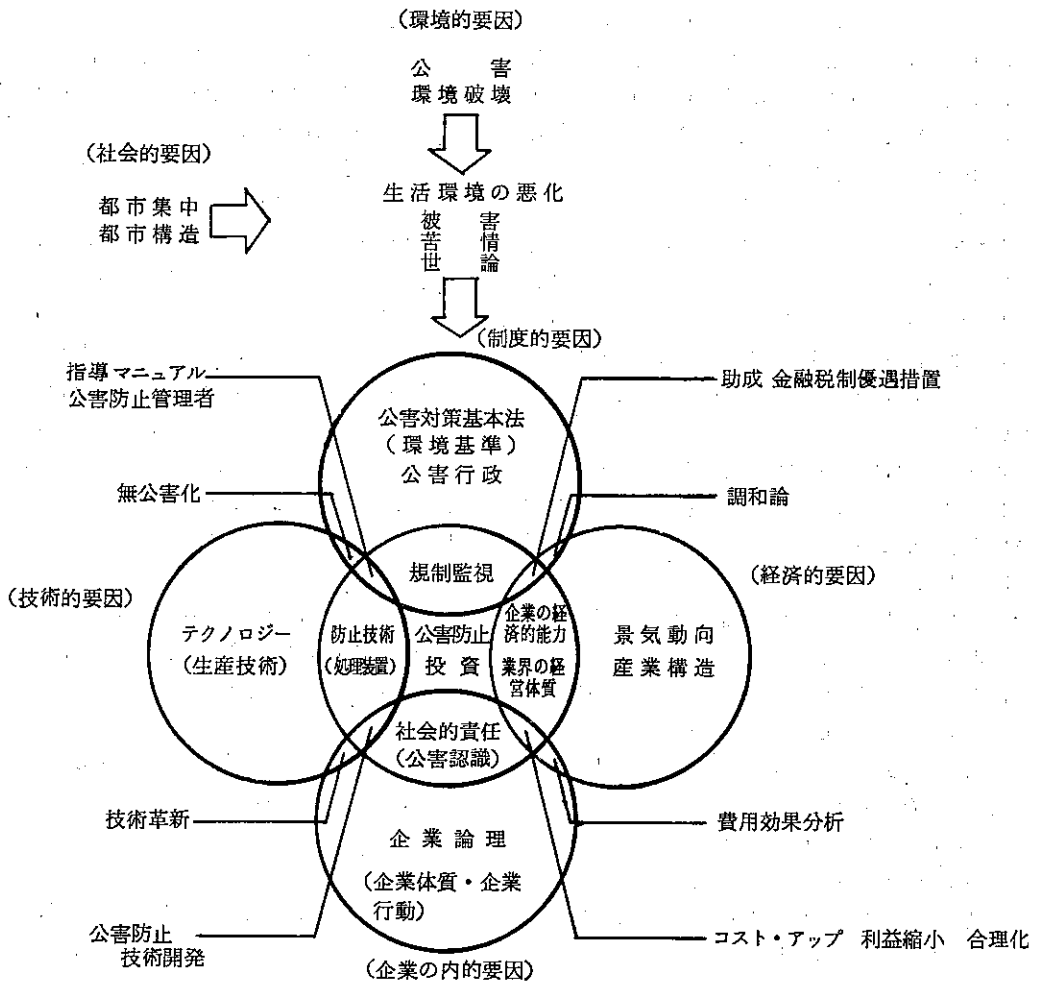 (環境的要因)
公害
環境破壊
(社会的要因)
都市集中
都市構造
生活環境の悪化
被害
苦情
世論
(制度的要因)
指導マニュアル
公害防止管理者
助成 金融税制優遇措置
公害対策基本法
(環境基準)
公害行政
無公害化
調和論
規制監視
(技術的要因)
(経済的要因)
テクノロジー
(生産技術)
防止技術
(処理装置)
公害防止
投資
企業の経
済的能力
業界の経
営体質
景気動向
産業構造
社会的責任
(公害認識)
技術革新
費用効果分析
企業論理
(企業体質・企業
行動)
公害防止
技術開発
コスト・アップ 利益縮小 合理化
(企業の内的要因)